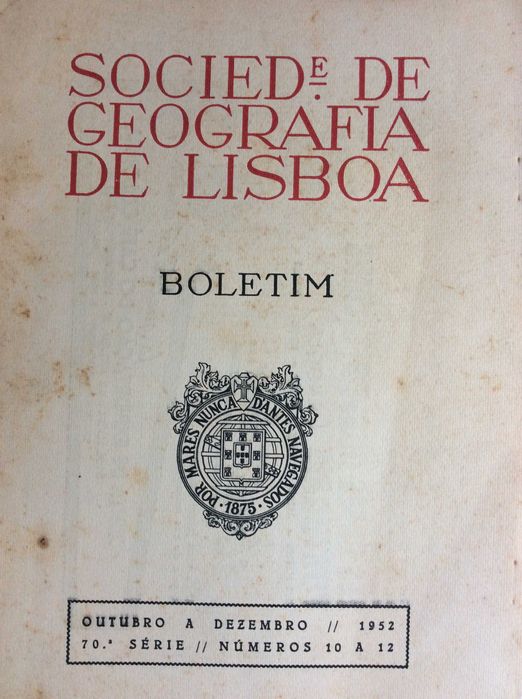 SOCIEDE. DE
GEOGRAFIA
DE LISBOA
BOLETIM
POR MARES NUNCA DANTES NAVEGADOS
· 1875 ·
OUTUBRO A DEZEMBRO // 1952
70.ª SÉRIE // NÚMEROS 10 A 12